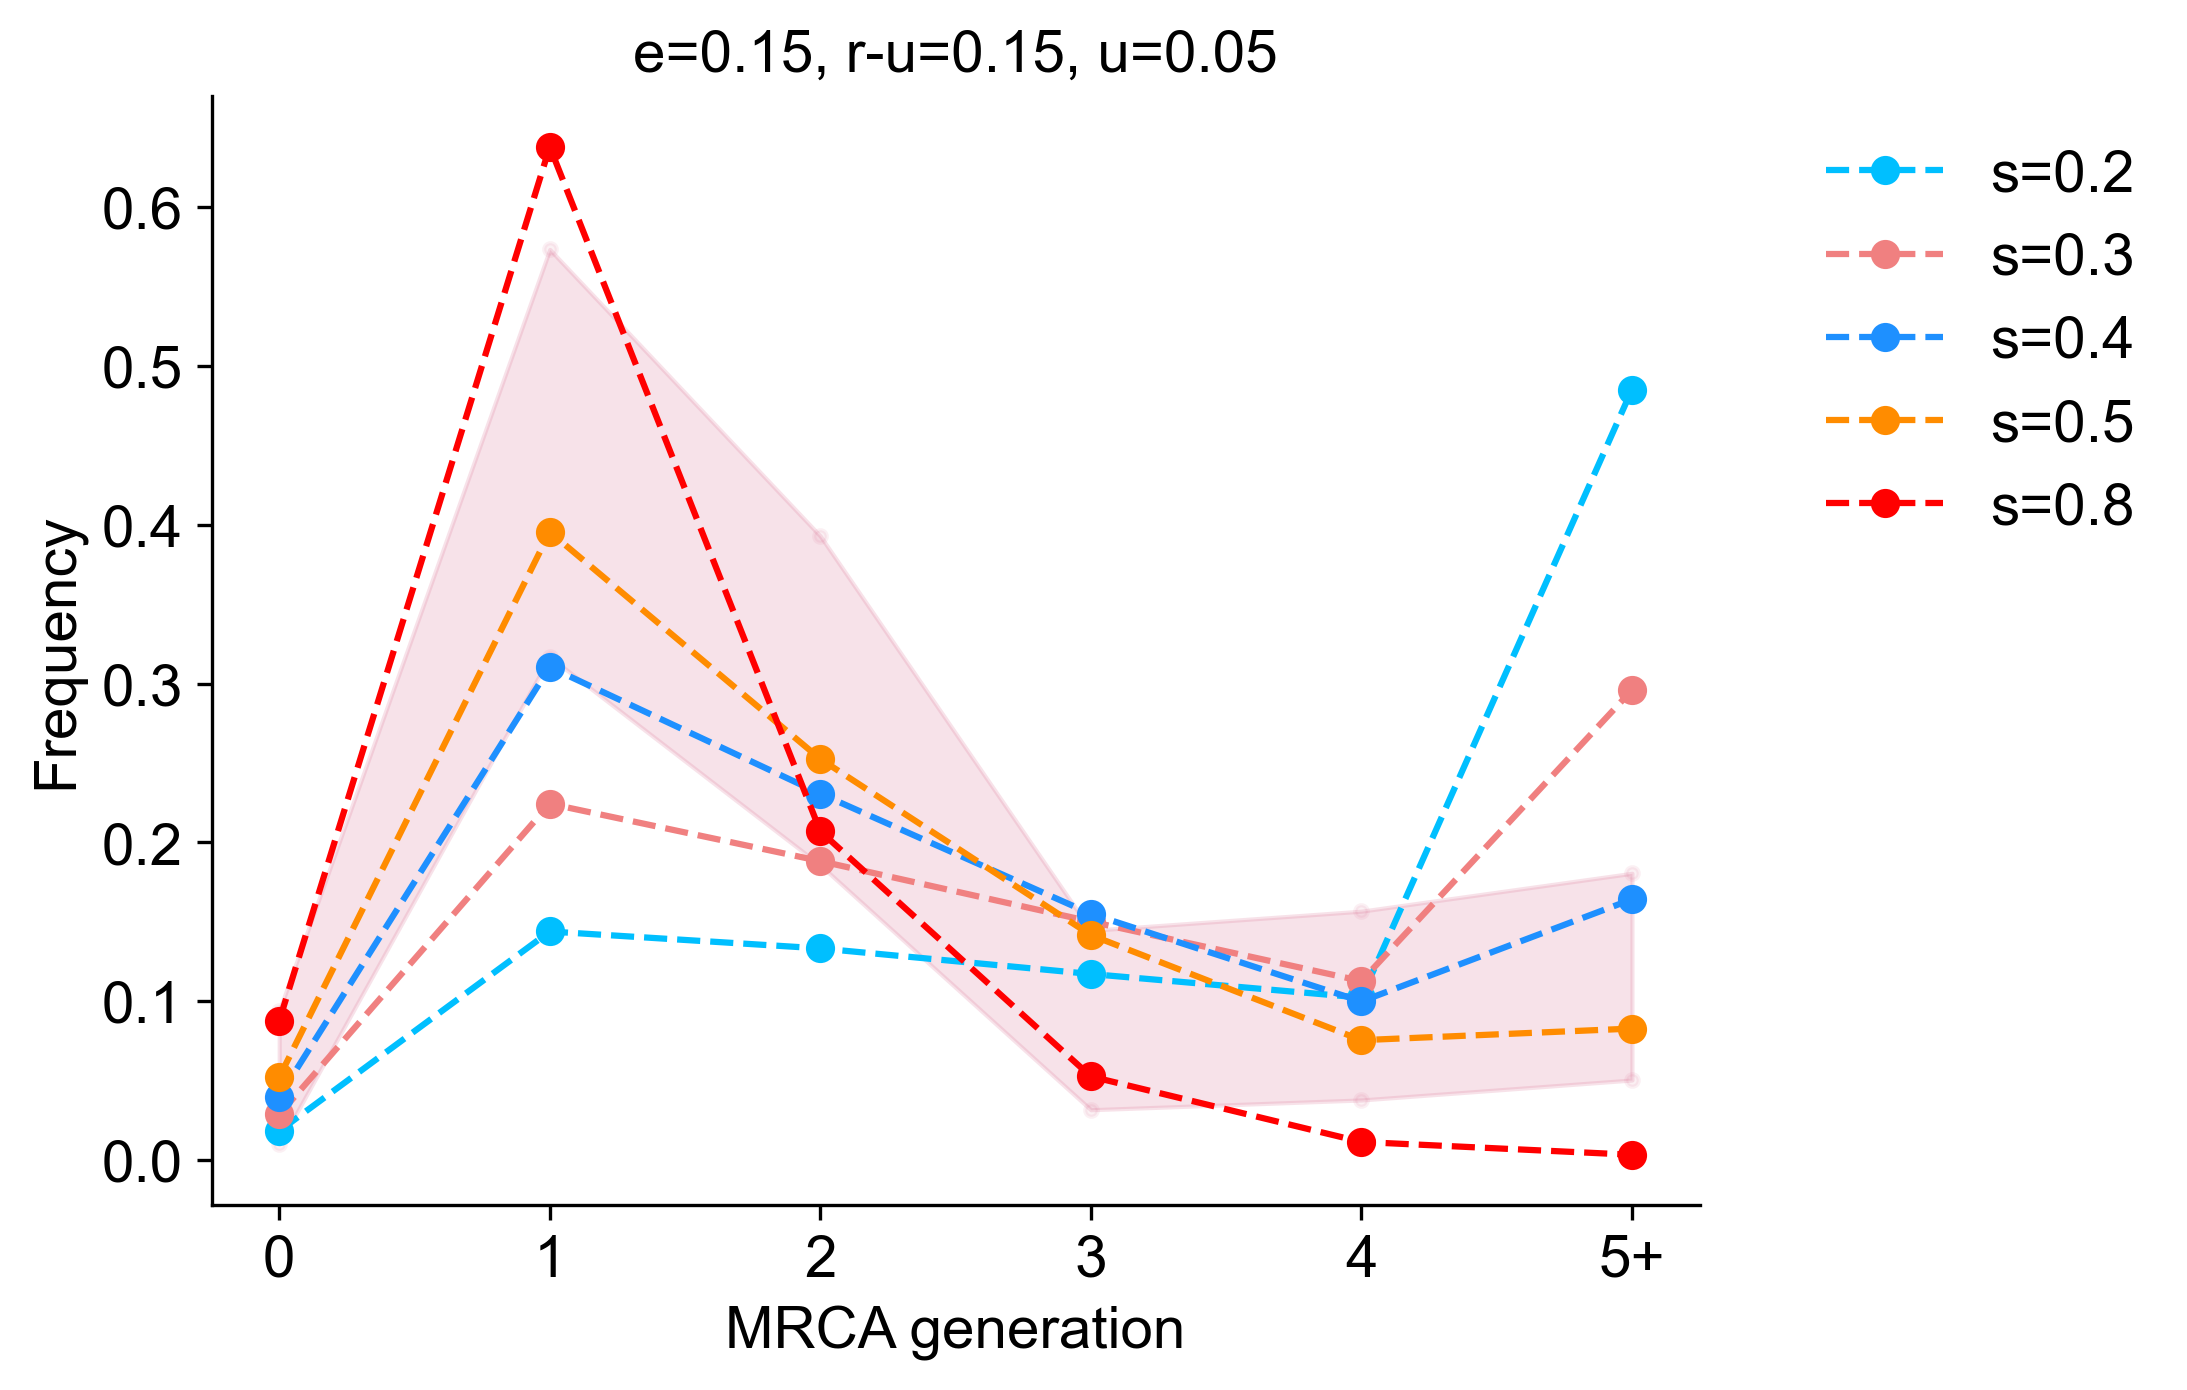 e=0.15, r-u=0.15, u=0.05
s=0.2
s=0.3
s=0.4
s=0.5
s=0.8
Frequency
0.6
0.5
0.4
0.3
0.2
0.1
0.0
0 1 2 3 4 5+
MRCA generation